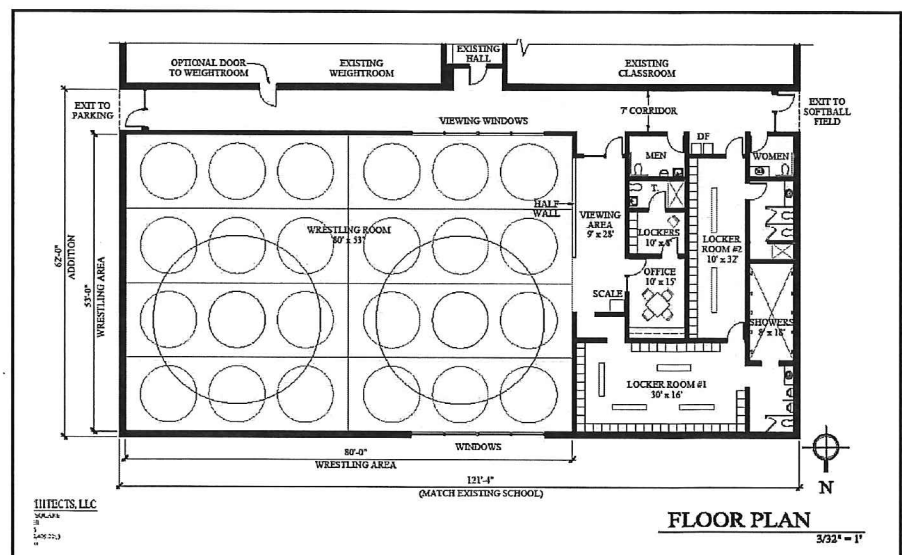 EXISTING
HALL
OPTIONAL DOOR
TO WEIGHTROOM
EXISTING
WEIGHTROOM
EXISTING
CLASSROOM
EXIT TO
PARKING
7' CORRIDOR
EXIT TO
SOFTBALL
FIELD
VIEWING WINDOWS
DF
MEN
WOMEN
T.
HALF
WALL
VIEWING
AREA
9' x 28'
WRESTLING ROOM
80' x 53'
LOCKERS
10' x 8'
LOCKER
ROOM #2
10' x 32'
OFFICE
10' x 15'
SCALE
SHOWERS
8' x 18'
LOCKER ROOM #1
30' x 16'
62'-0"
ADDITION
53'-0"
WRESTLING AREA
WINDOWS
80'-0"
WRESTLING AREA
121'-4"
(MATCH EXISTING SCHOOL)
N
HITECTS, LLC
SQUARE
FLOOR PLAN
3/32" = 1'